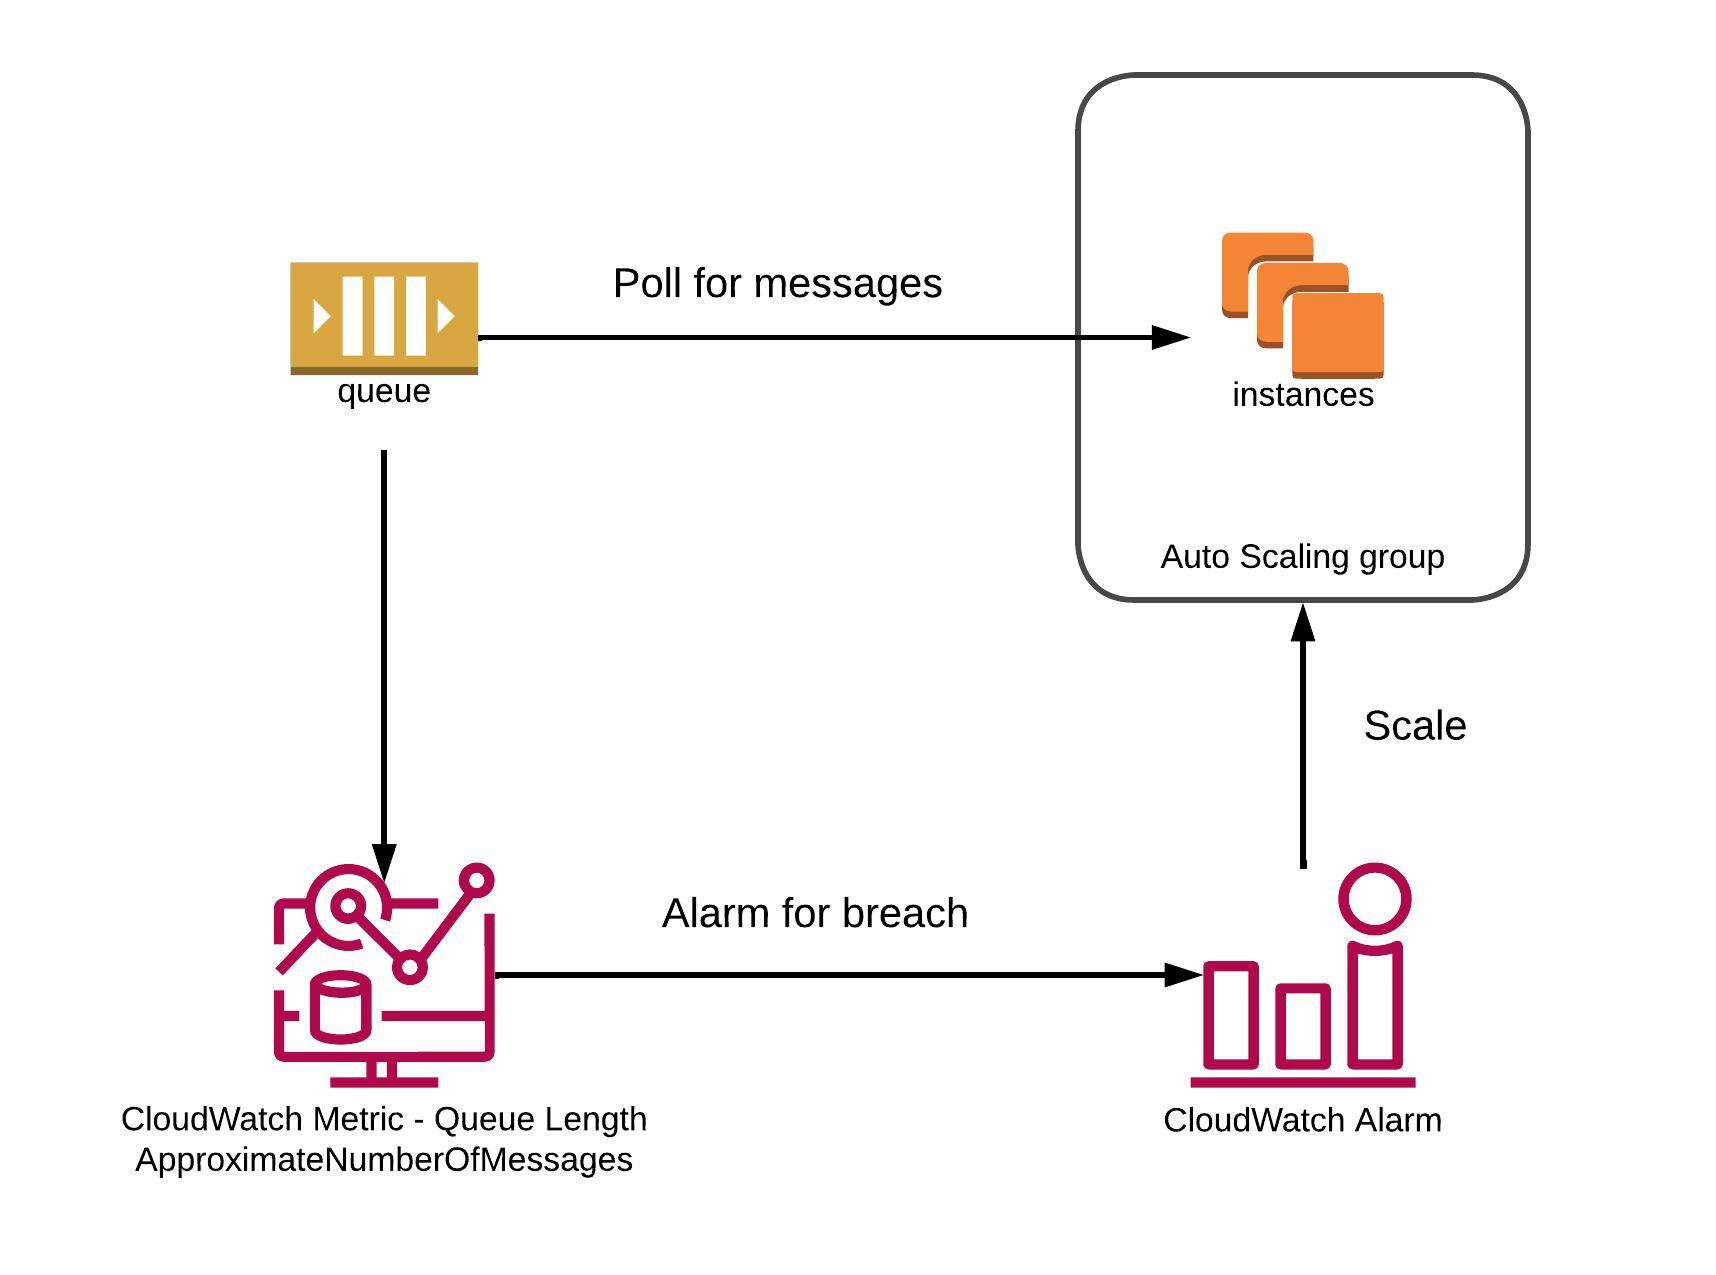 Poll for messages
queue
instances
Auto Scaling group
Scale
Alarm for breach
CloudWatch Metric - Queue Length
ApproximateNumberOfMessages
CloudWatch Alarm